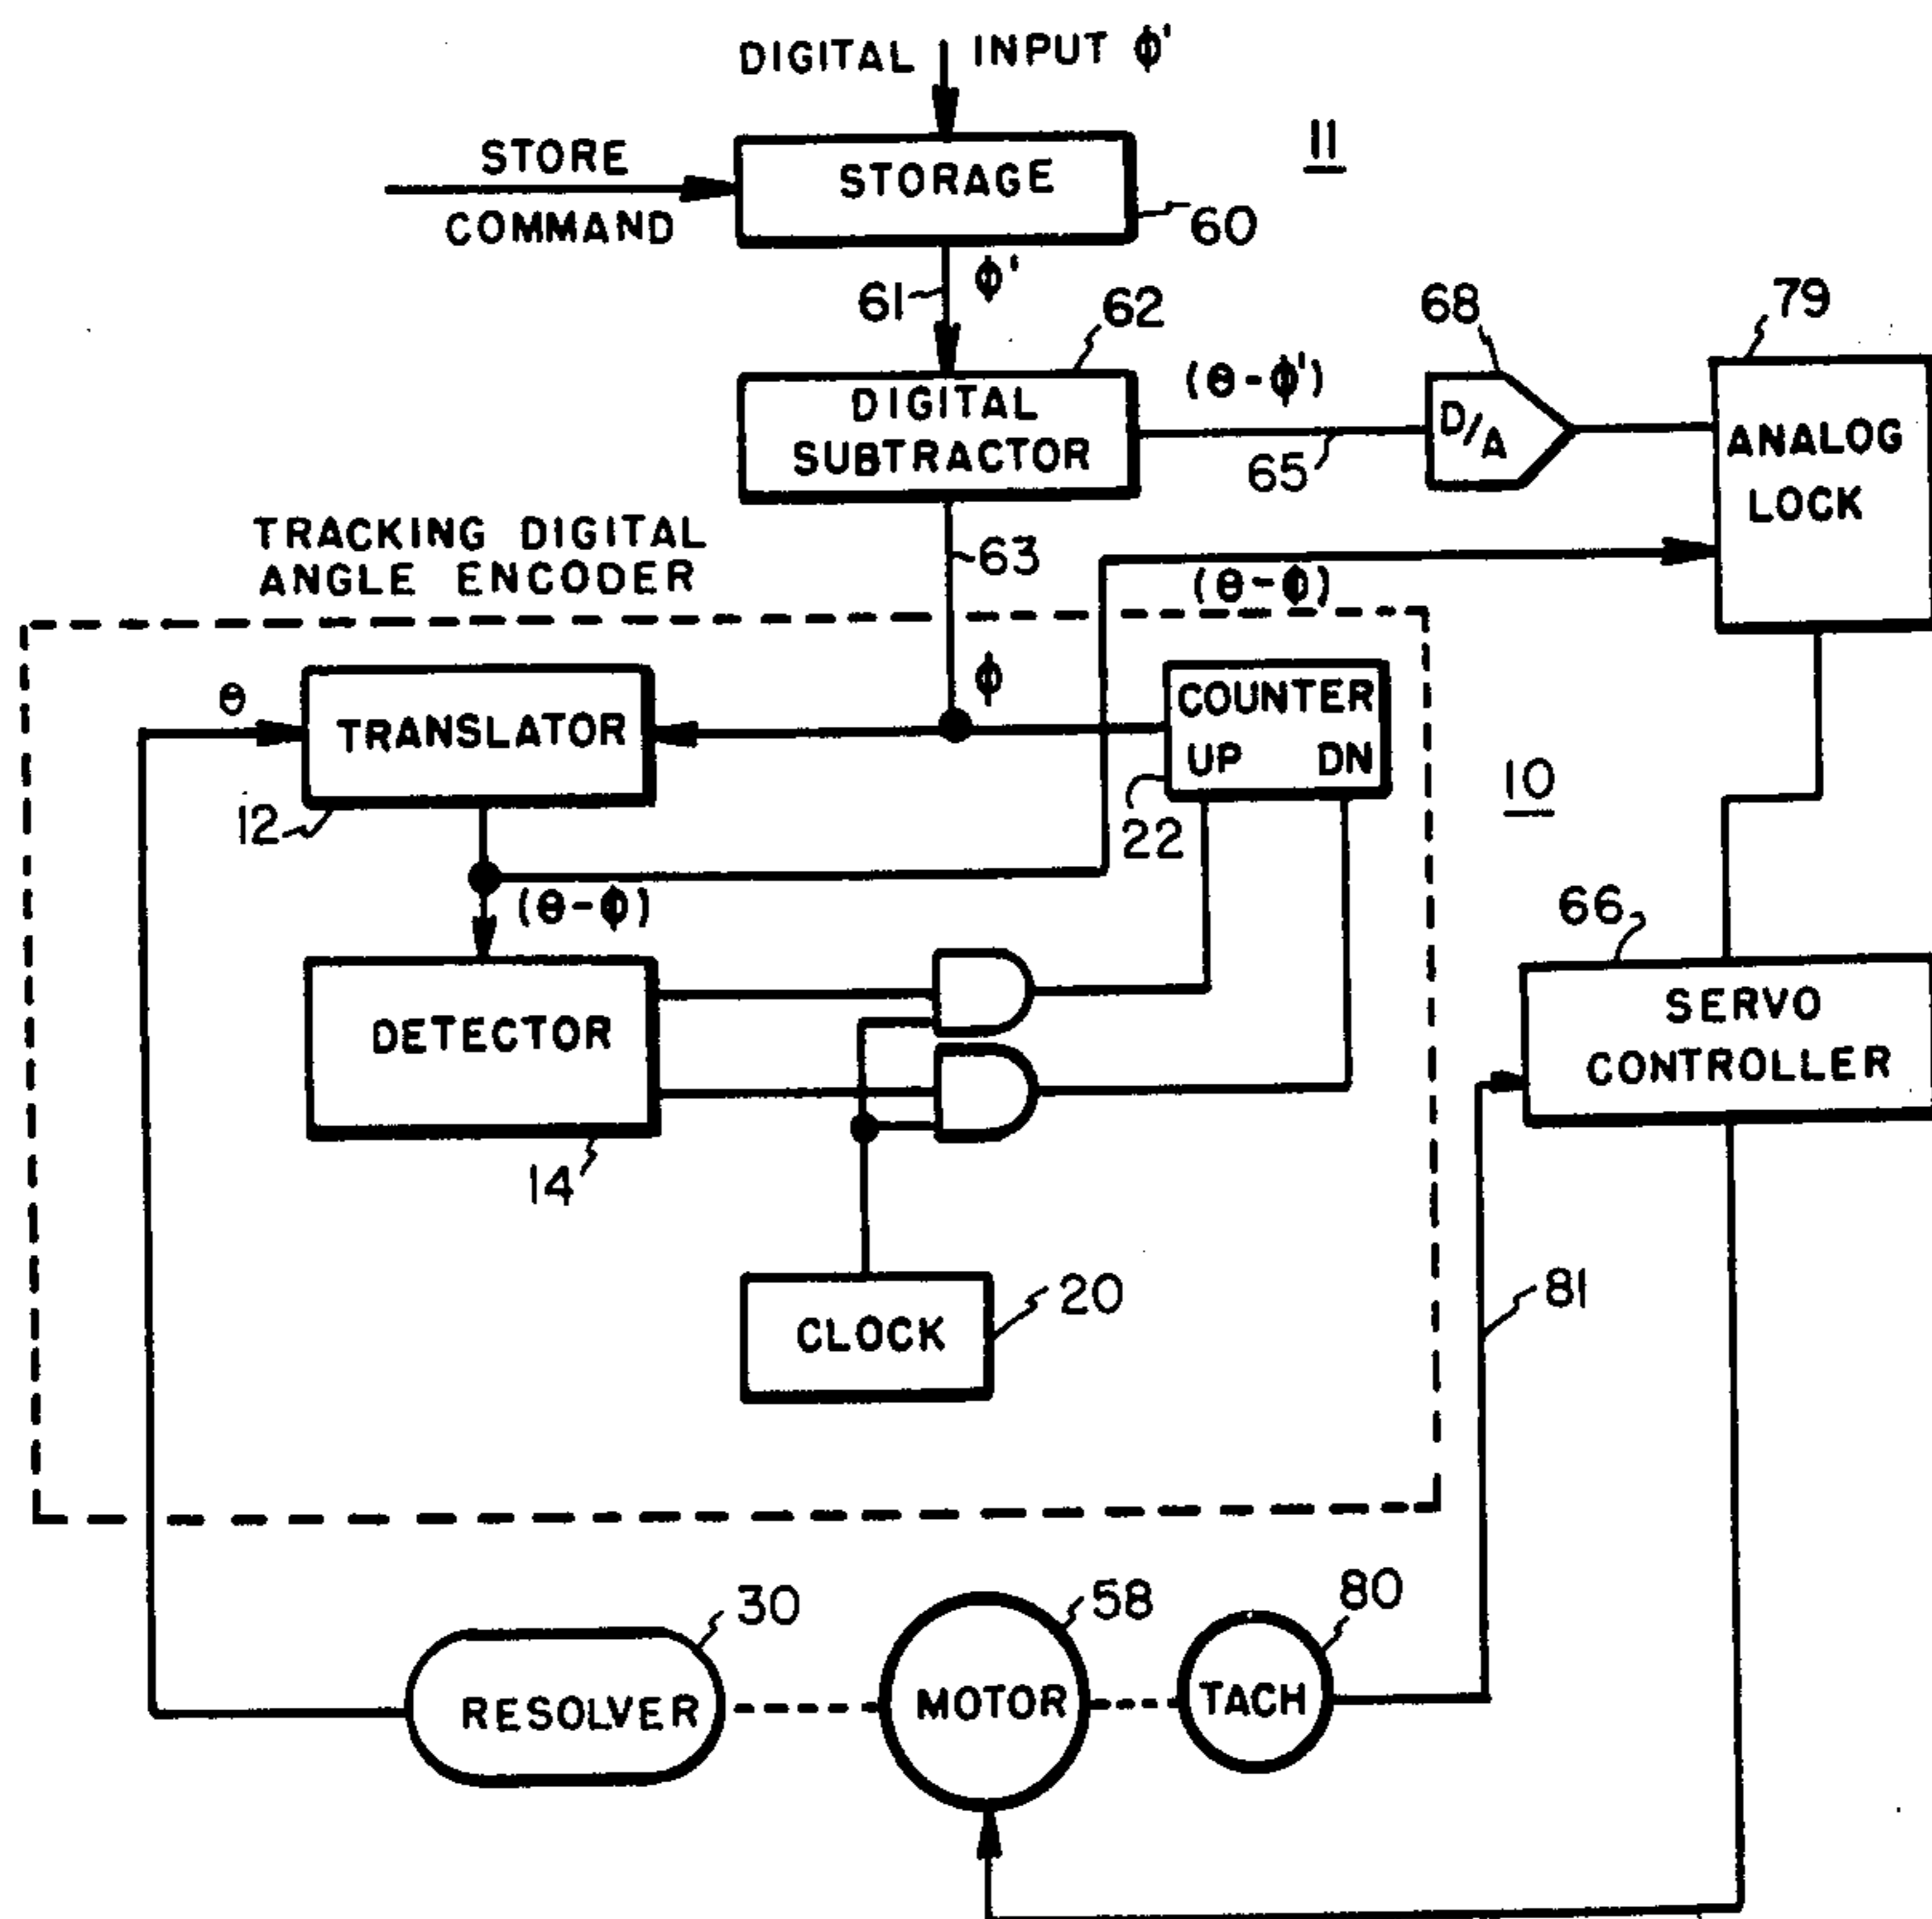 DIGITAL INPUT ϕ'
11
STORE
COMMAND
STORAGE
60
61
ϕ'
62
68
79
DIGITAL
SUBTRACTOR
(θ-ϕ')
65
D/A
ANALOG
LOCK
TRACKING DIGITAL
ANGLE ENCODER
63
(θ-ϕ)
θ
TRANSLATOR
12
ϕ
COUNTER
UP DN
22
10
(θ-ϕ)
66
DETECTOR
14
SERVO
CONTROLLER
CLOCK
20
81
30
58
80
RESOLVER
MOTOR
TACH